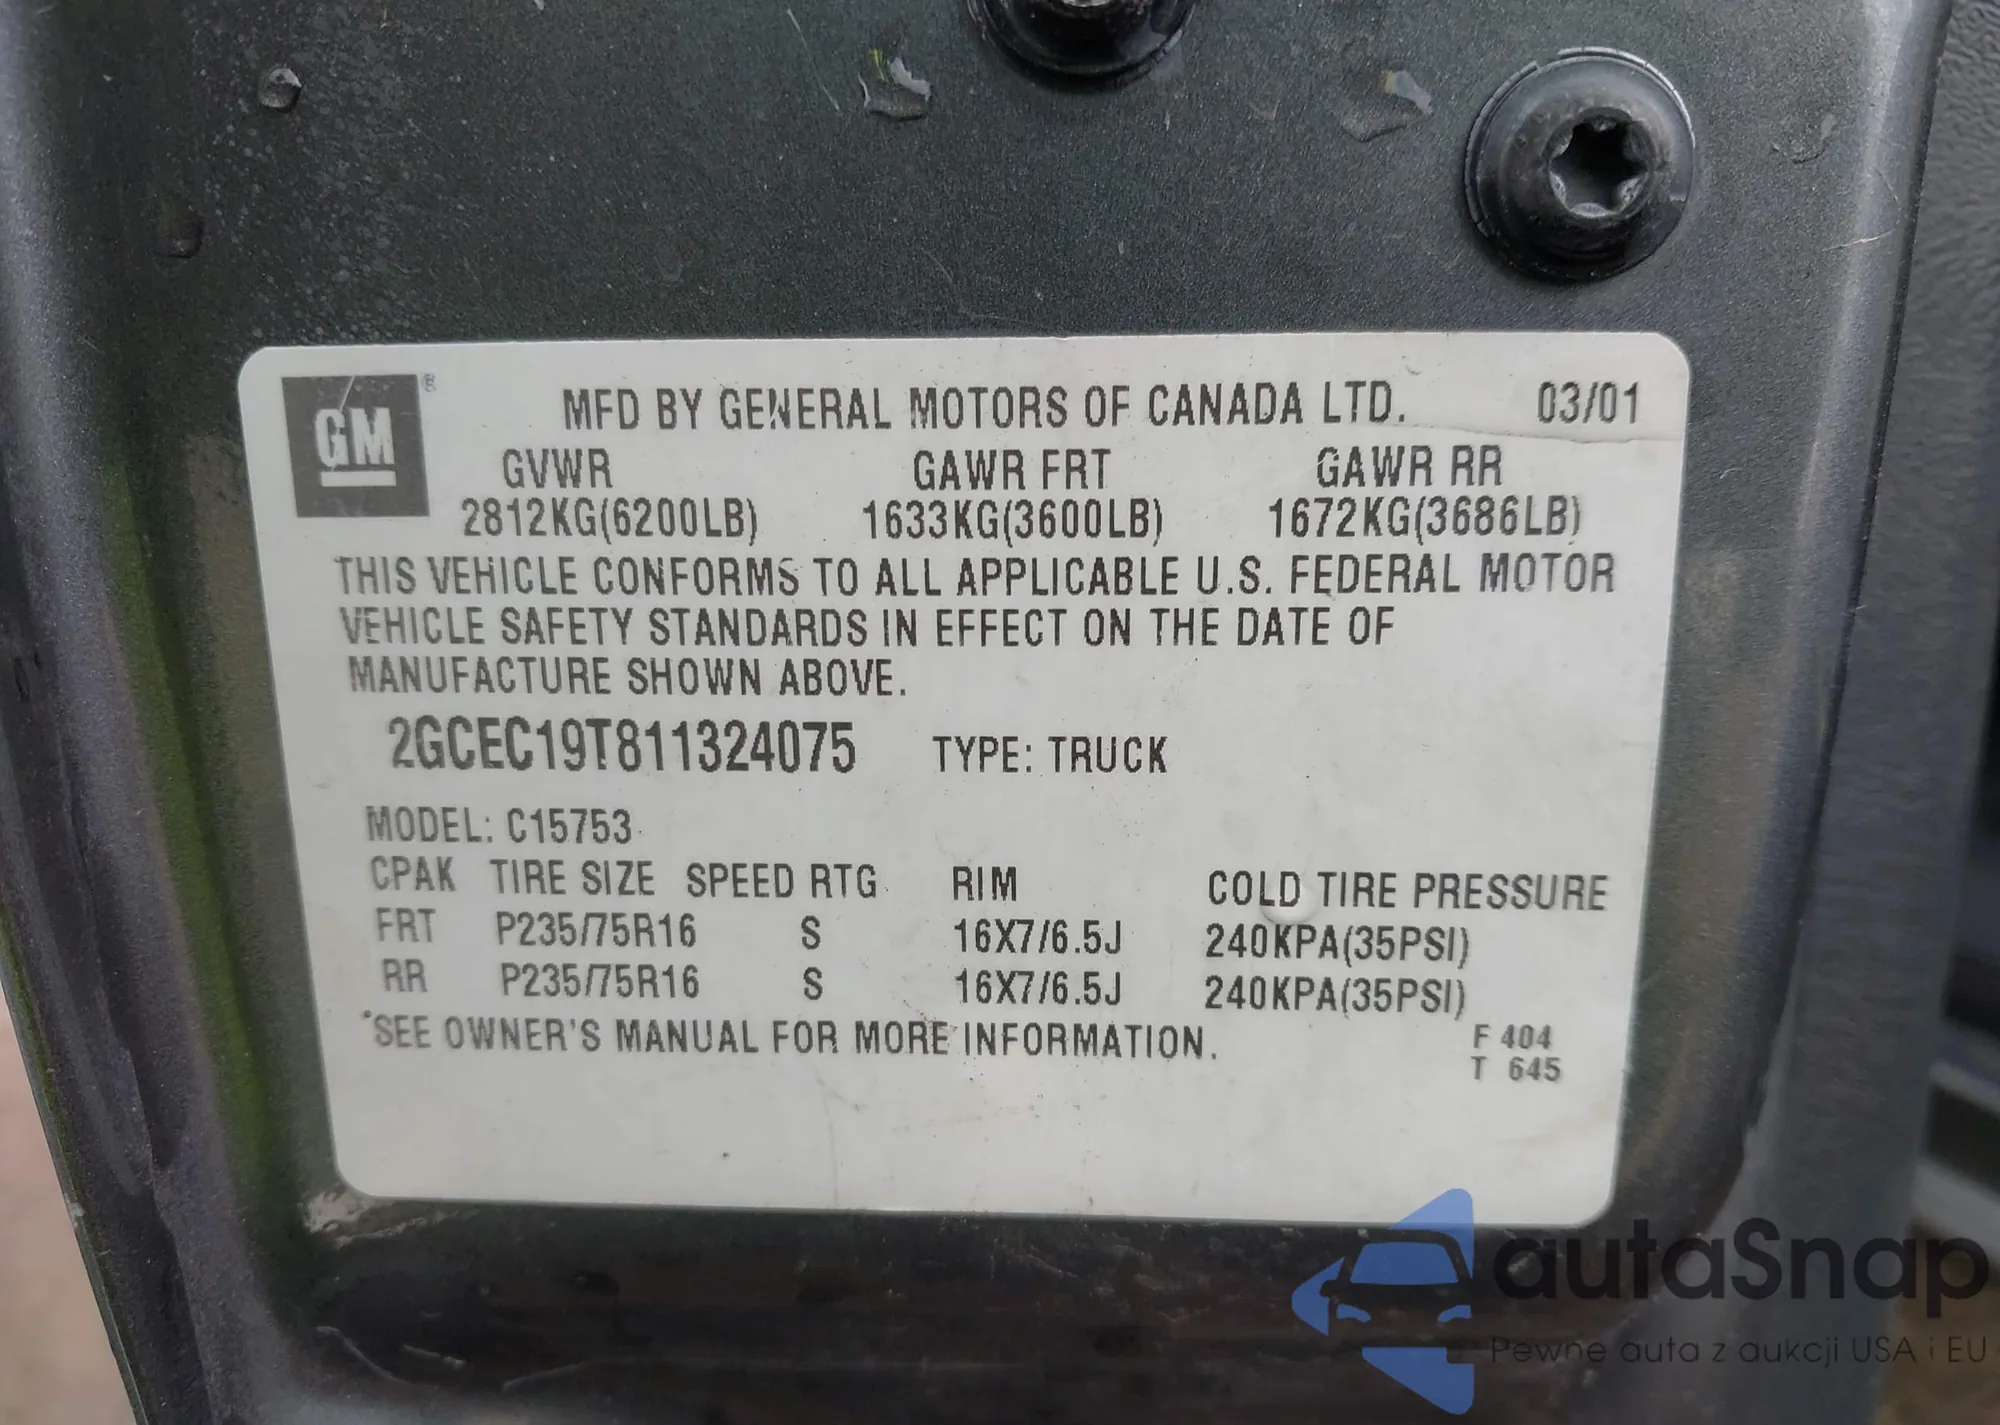 GM ®
MFD BY GENERAL MOTORS OF CANADA LTD. 03/01
GVWR GAWR FRT GAWR RR
2812KG(6200LB) 1633KG(3600LB) 1672KG(3686LB)
THIS VEHICLE CONFORMS TO ALL APPLICABLE U.S. FEDERAL MOTOR
VEHICLE SAFETY STANDARDS IN EFFECT ON THE DATE OF
MANUFACTURE SHOWN ABOVE.
2GCEC19T811324075 TYPE: TRUCK
MODEL: C15753
CPAK TIRE SIZE SPEED RTG RIM COLD TIRE PRESSURE
FRT P235/75R16 S 16X7/6.5J 240KPA(35PSI)
RR P235/75R16 S 16X7/6.5J 240KPA(35PSI)
SEE OWNER'S MANUAL FOR MORE INFORMATION.
F 404
T 645
autaSnap
Pewne auta z aukcji USA i EU